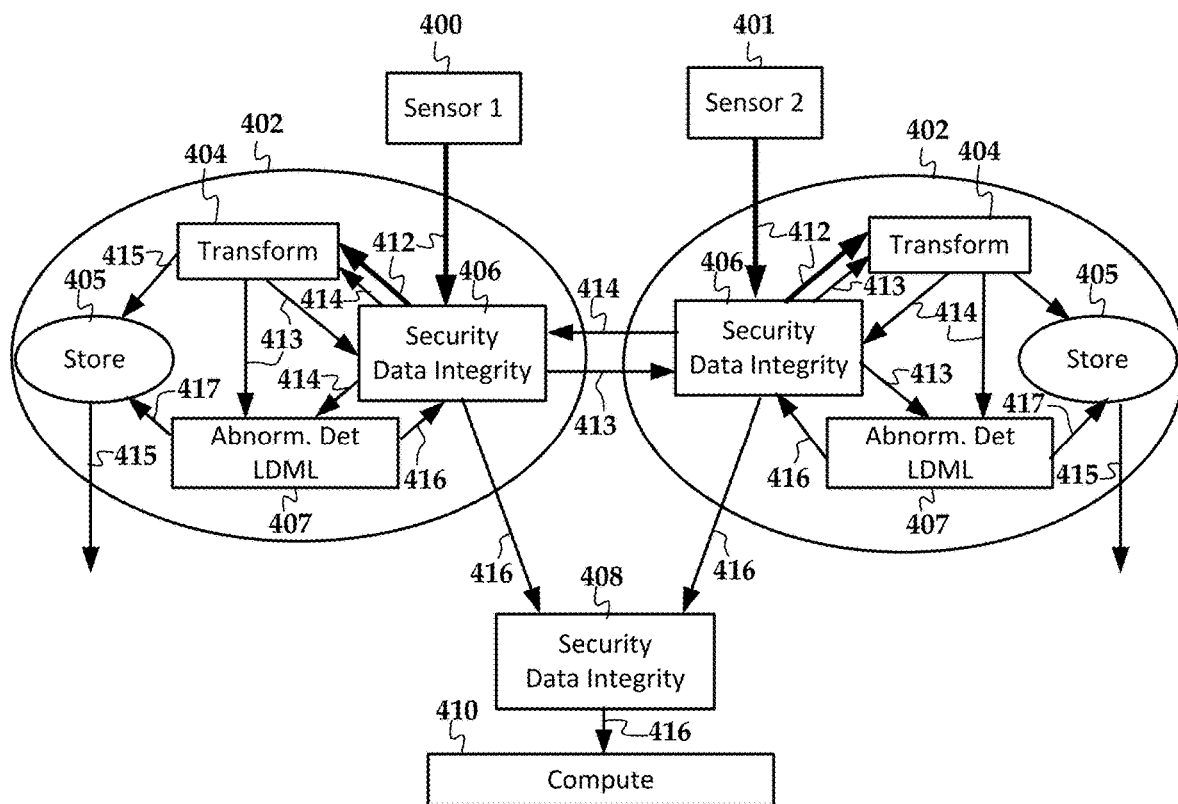 400
401
Sensor 1
Sensor 2
402
402
404
404
Transform
Transform
412
412
415
406
406
413
405
405
414
414
414
413
Security
Data Integrity
Security
Data Integrity
Store
Store
413
414
413
417
413
417
Abnorm. Det
LDML
Abnorm. Det
LDML
415
416
416
415
407
407
416
416
408
Security
Data Integrity
410
416
Compute